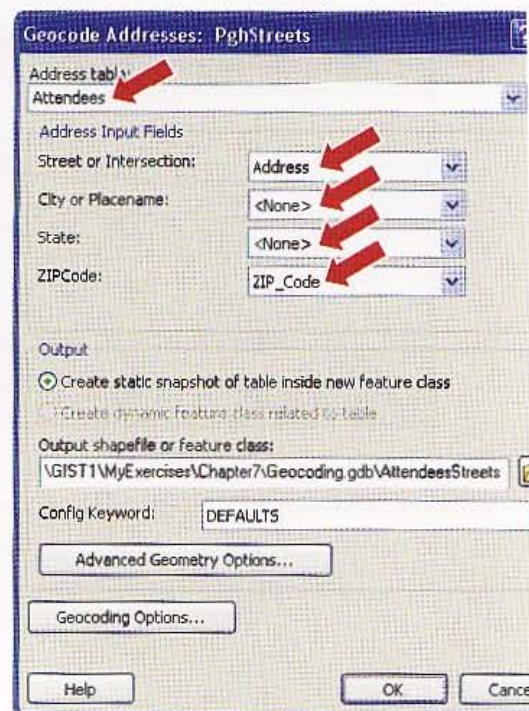 Geocode Addresses: PghStreets
Address table:
Attendees
Address Input Fields
Street or Intersection: Address
City or Placename: <None>
State: <None>
ZIPCode: ZIP_Code
Output
Create static snapshot of table inside new feature class
Create dynamic feature class related to table
Output shapefile or feature class:
\GIST1\MyExercises\Chapter7\Geocoding.gdb\AttendeesStreets
Config Keyword: DEFAULTS
Advanced Geometry Options...
Geocoding Options...
Help OK Cance